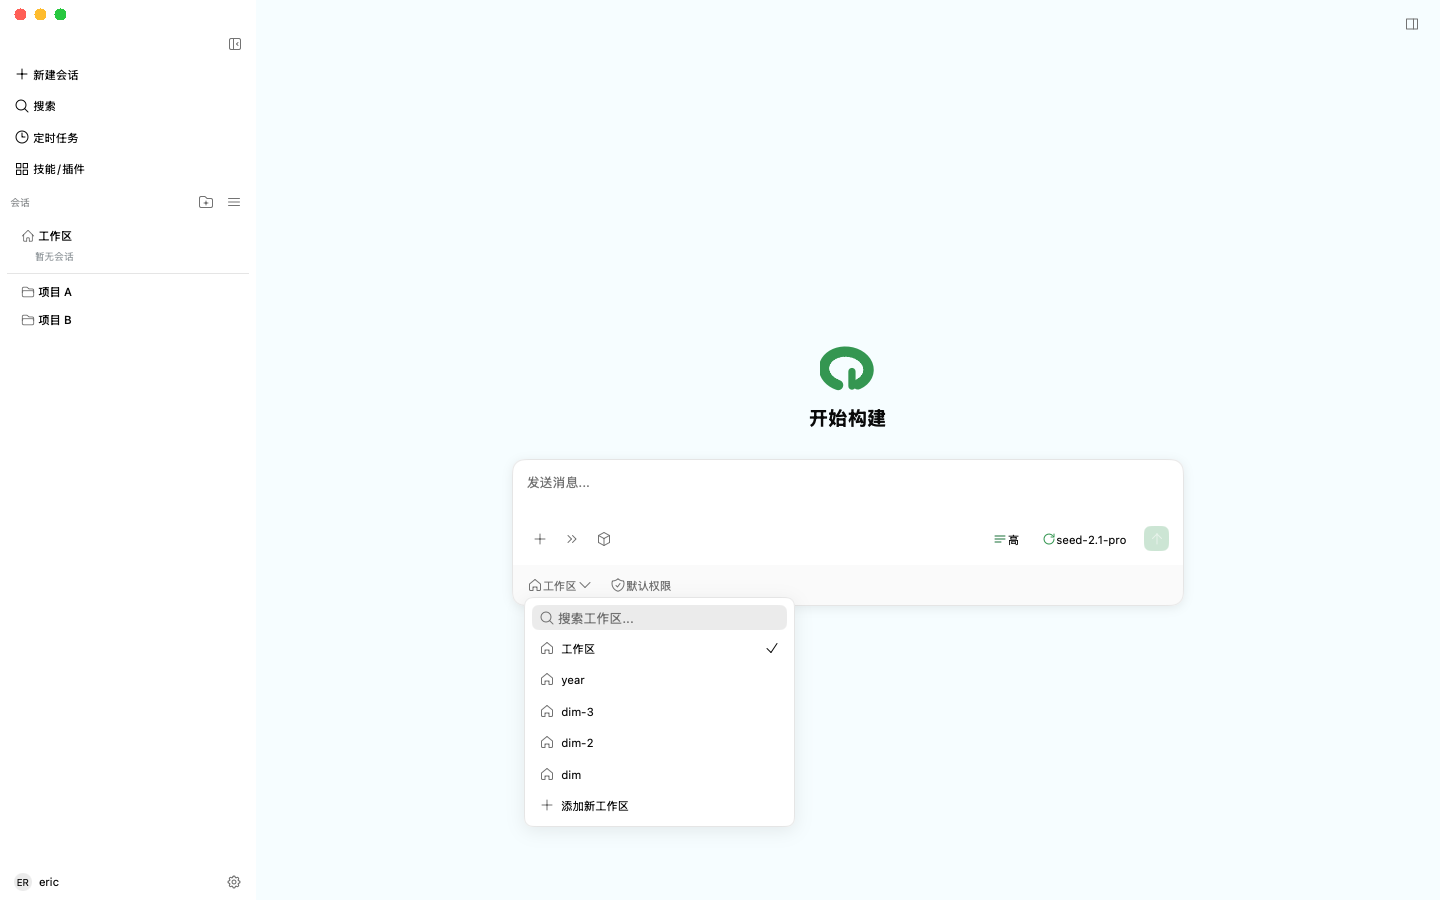 新建会话
搜索
定时任务
技能/插件
会话
工作区
暂无会话
项目 A
项目 B
ER eric
开始构建
发送消息...
高 seed-2.1-pro
工作区 默认权限
搜索工作区...
工作区
year
dim-3
dim-2
dim
添加新工作区